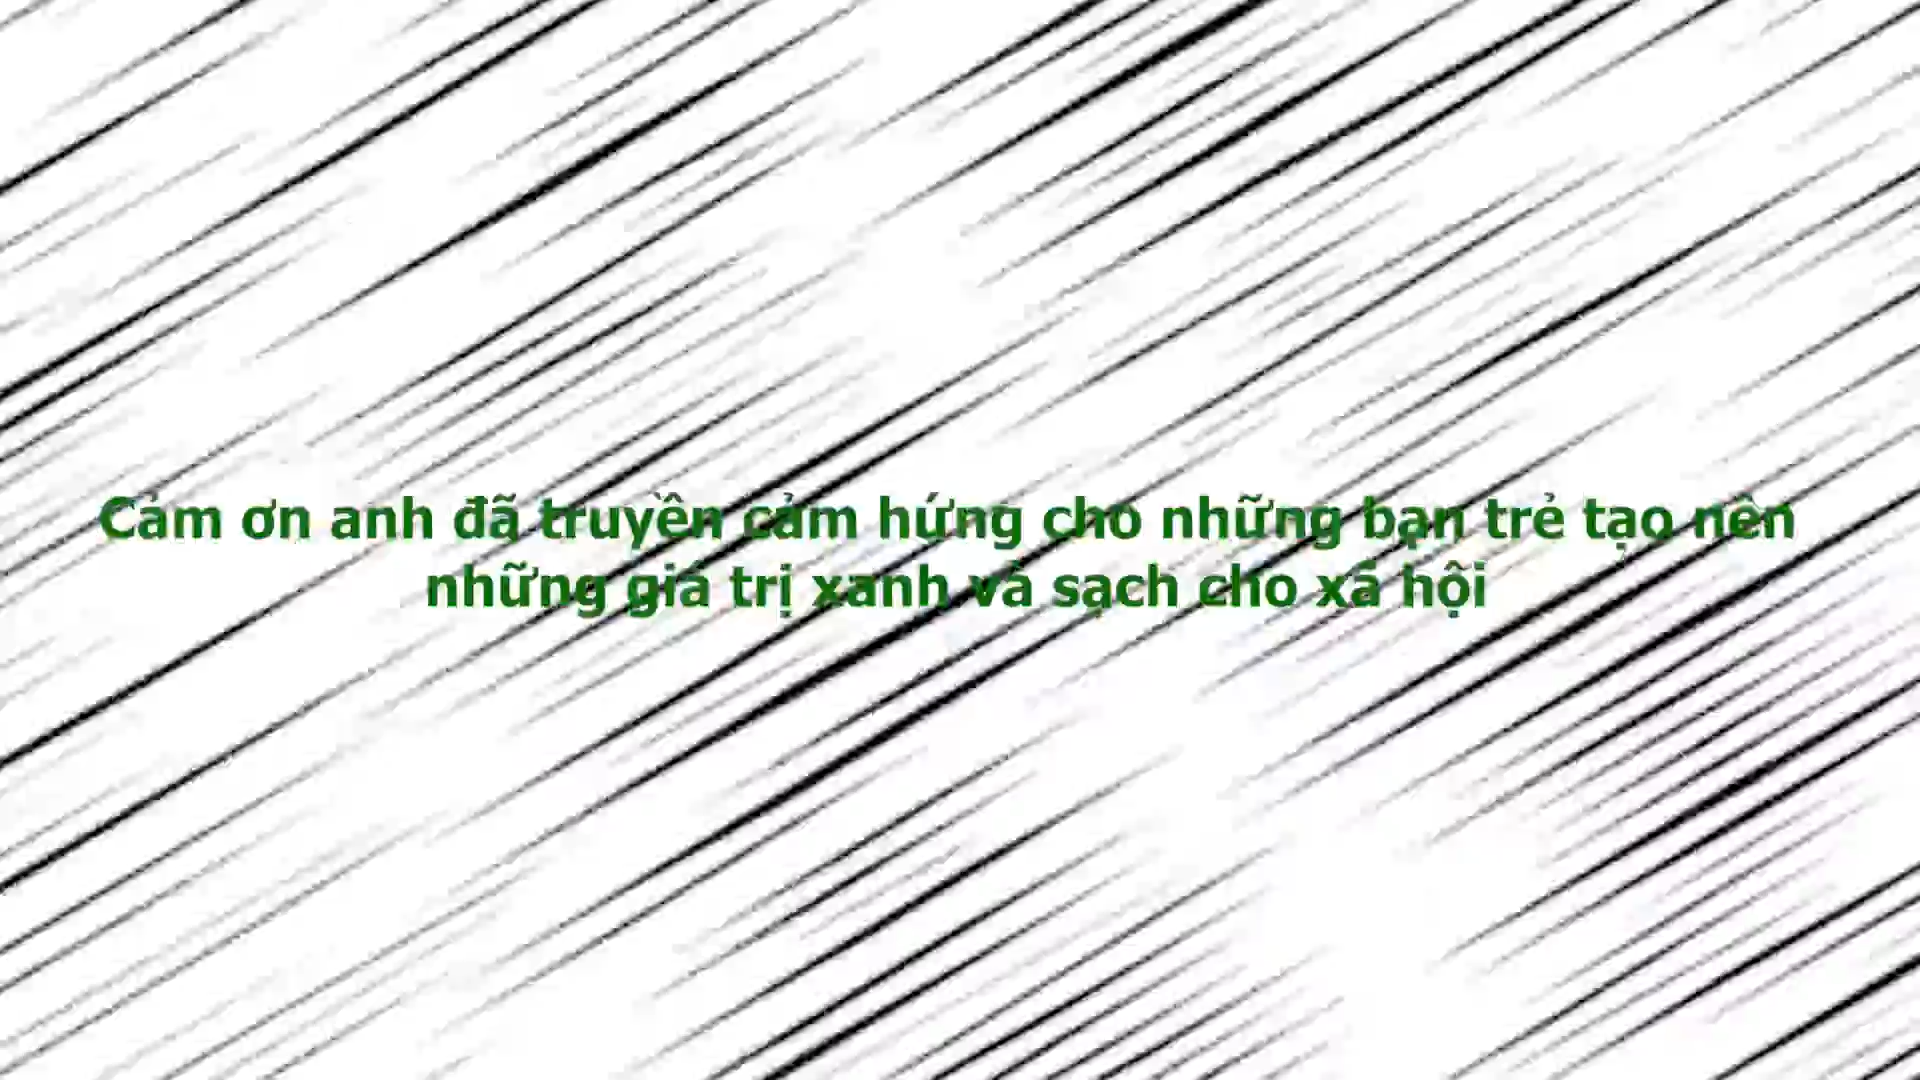 Cảm ơn anh đã truyền cảm hứng cho những bạn trẻ tạo nên
những giá trị xanh và sạch cho xã hội